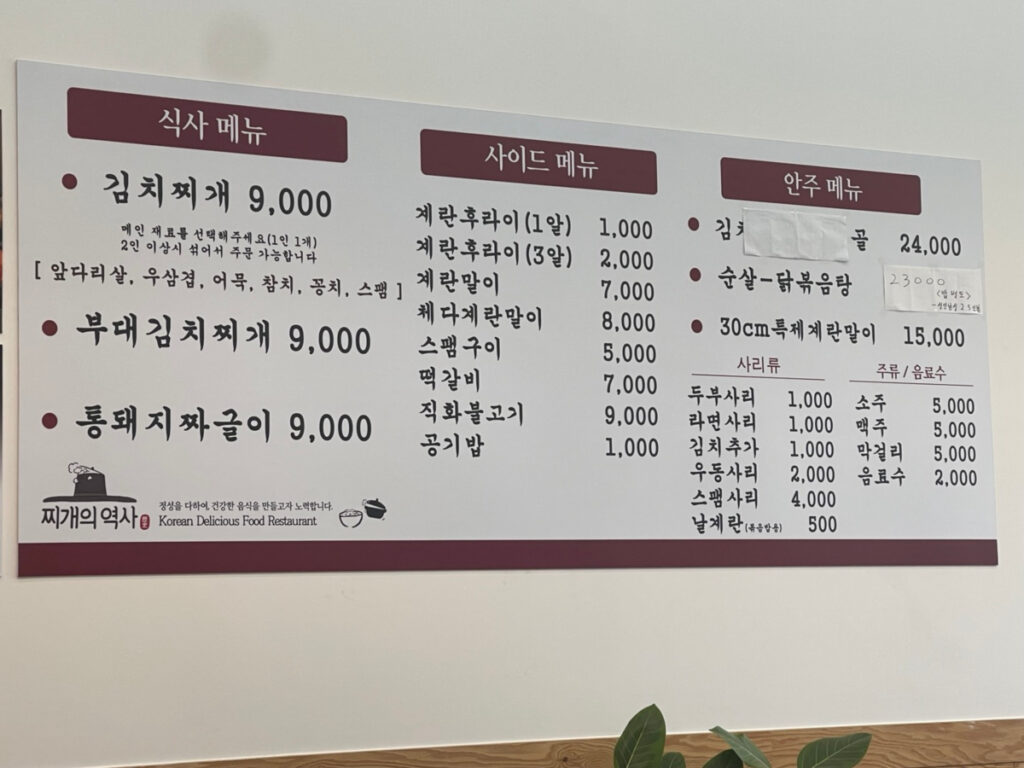 식사 메뉴
김치찌개 9,000
메인 재료를 선택해주세요(1인 1개)
2인 이상시 섞어서 주문 가능합니다
[ 앞다리살, 우삼겹, 어묵, 참치, 꽁치, 스팸 ]
부대김치찌개 9,000
통돼지짜글이 9,000
찌개의 역사
정성을 다하여, 건강한 음식을 만들고자 노력합니다.
Korean Delicious Food Restaurant
사이드 메뉴
계란후라이(1알) 1,000
계란후라이(3알) 2,000
계란말이 7,000
체다계란말이 8,000
스팸구이 5,000
떡갈비 7,000
직화불고기 9,000
공기밥 1,000
안주 메뉴
김치 골 24,000
순살-닭볶음탕 23000
<밥 별도>
30cm특제계란말이 15,000
사리류
두부사리 1,000
라면사리 1,000
김치추가 1,000
우동사리 2,000
스팸사리 4,000
날계란(볶음밥용) 500
주류 / 음료수
소주 5,000
맥주 5,000
막걸리 5,000
음료수 2,000